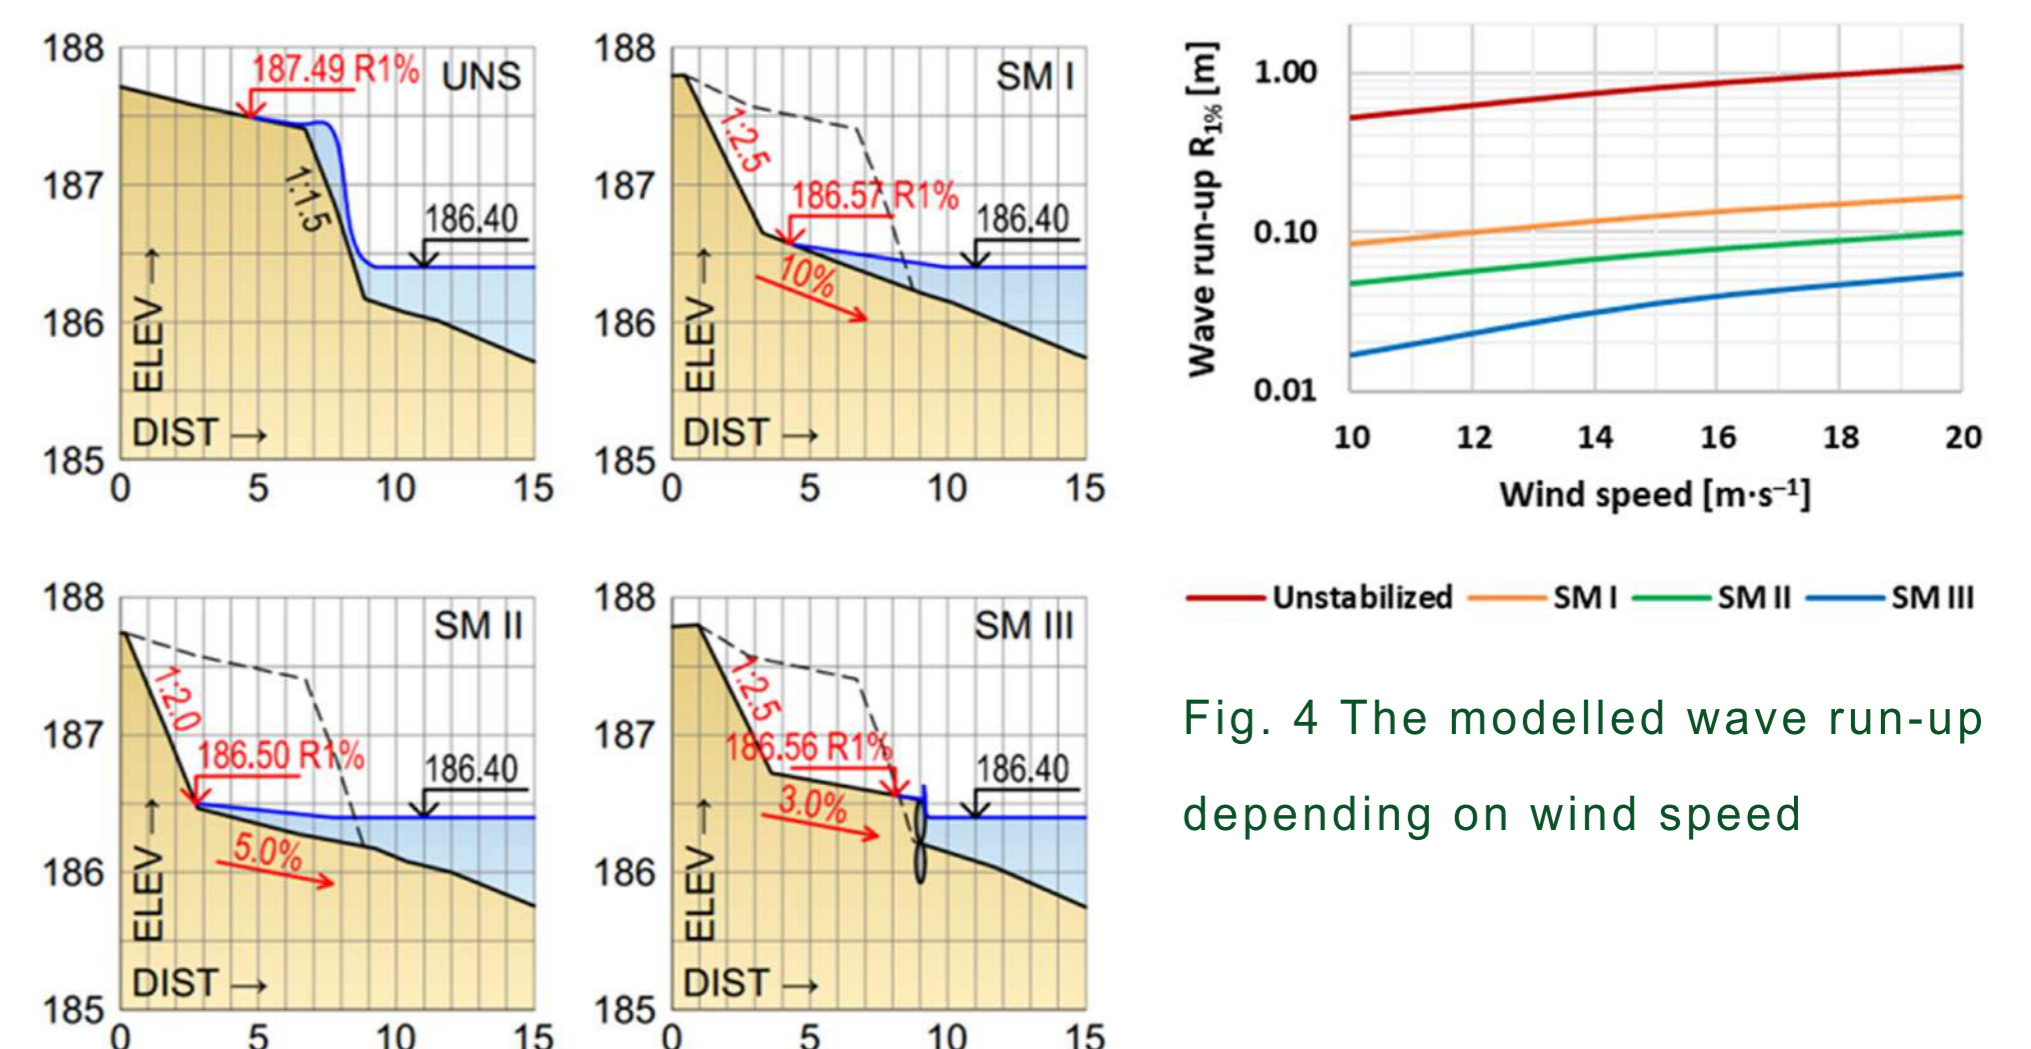 188
187
186
185
0 5 10 15
ELEV →
DIST →
187.49 R1%
UNS
1:1.5
186.40
188
187
186
185
0 5 10 15
ELEV →
DIST →
SM I
1:2.5
186.57 R1%
186.40
10%
Wave run-up R1% [m]
1.00
0.10
0.01
10 12 14 16 18 20
Wind speed [m·s⁻¹]
Unstabilized SM I SM II SM III
188
187
186
185
0 5 10 15
ELEV →
DIST →
SM II
1:2.0
186.50 R1%
186.40
5.0%
188
187
186
185
0 5 10 15
ELEV →
DIST →
SM III
1:2.5
186.56 R1%
186.40
3.0%
Fig. 4 The modelled wave run-up
depending on wind speed